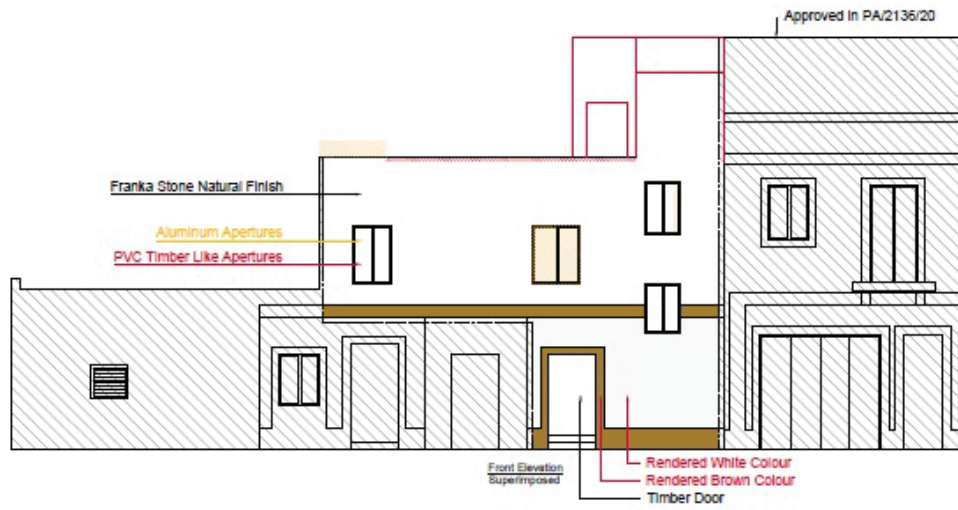 Approved in PA/2136/20
Franka Stone Natural Finish
Aluminum Apertures
PVC Timber Like Apertures
Front Elevation
Superimposed
Rendered White Colour
Rendered Brown Colour
Timber Door